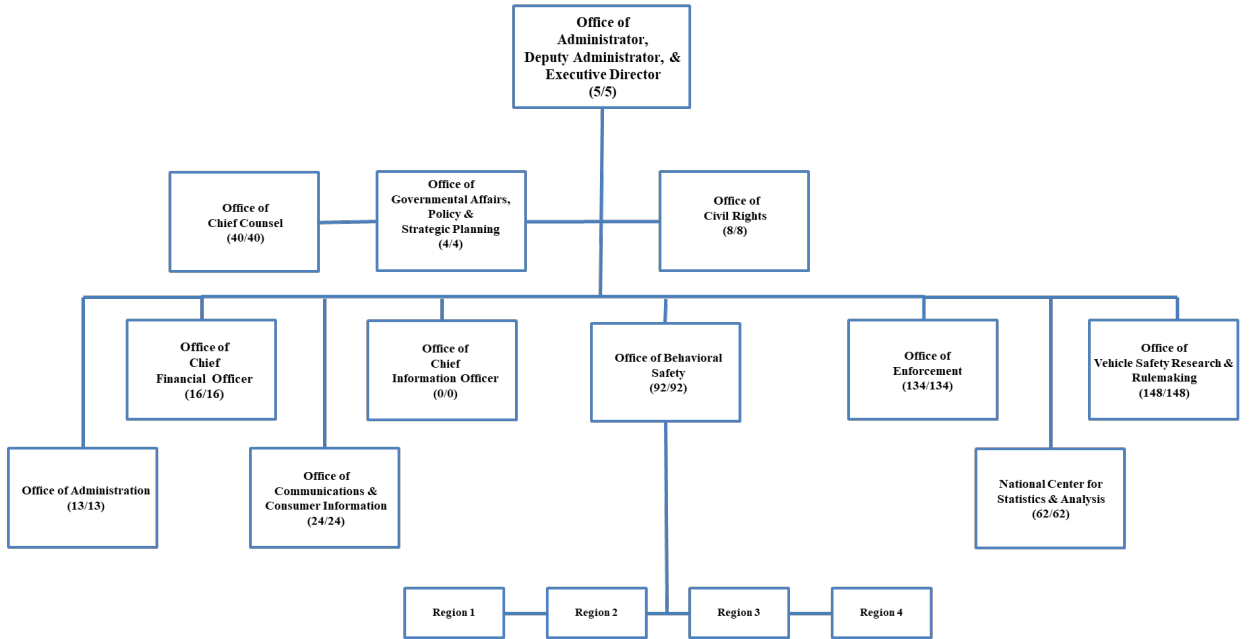 Office of
Administrator,
Deputy Administrator, &
Executive Director
(5/5)
Office of
Chief Counsel
(40/40)
Office of
Governmental Affairs,
Policy &
Strategic Planning
(4/4)
Office of
Civil Rights
(8/8)
Office of
Chief
Financial Officer
(16/16)
Office of
Chief
Information Officer
(0/0)
Office of Behavioral
Safety
(92/92)
Office of
Enforcement
(134/134)
Office of
Vehicle Safety Research &
Rulemaking
(148/148)
Office of Administration
(13/13)
Office of
Communications &
Consumer Information
(24/24)
National Center for
Statistics & Analysis
(62/62)
Region 1
Region 2
Region 3
Region 4